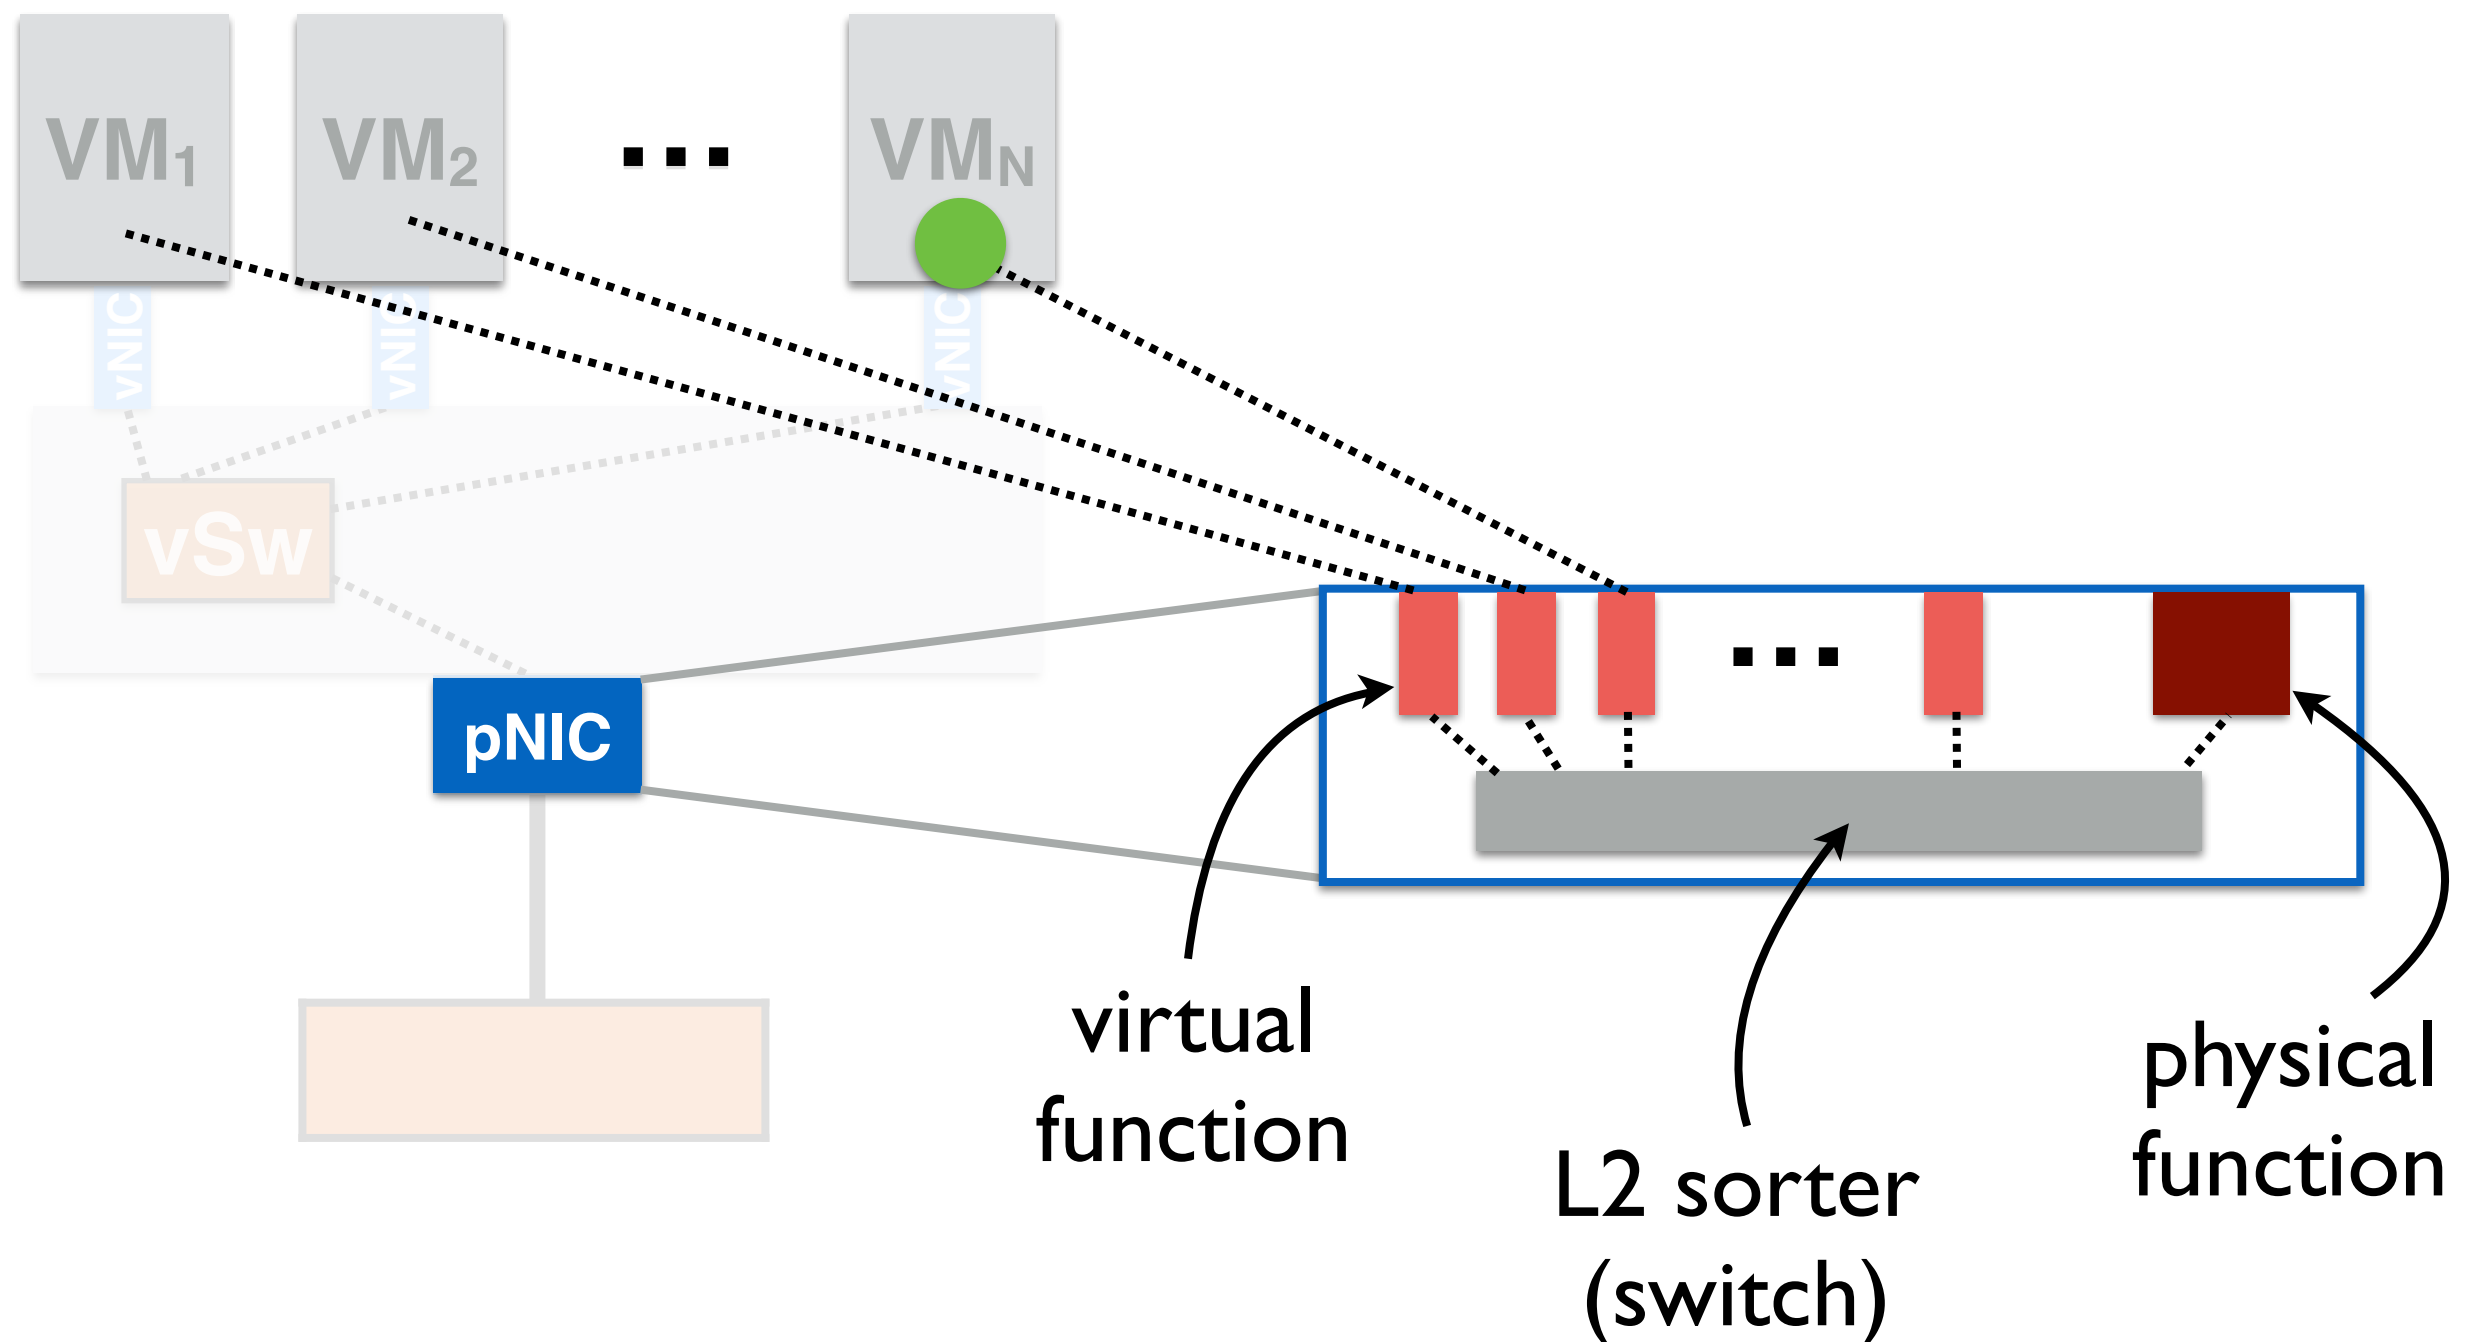 VM1 VM2 ... VMN
vNIC vNIC vNIC
vSw
...
pNIC
virtual
function
L2 sorter
(switch)
physical
function